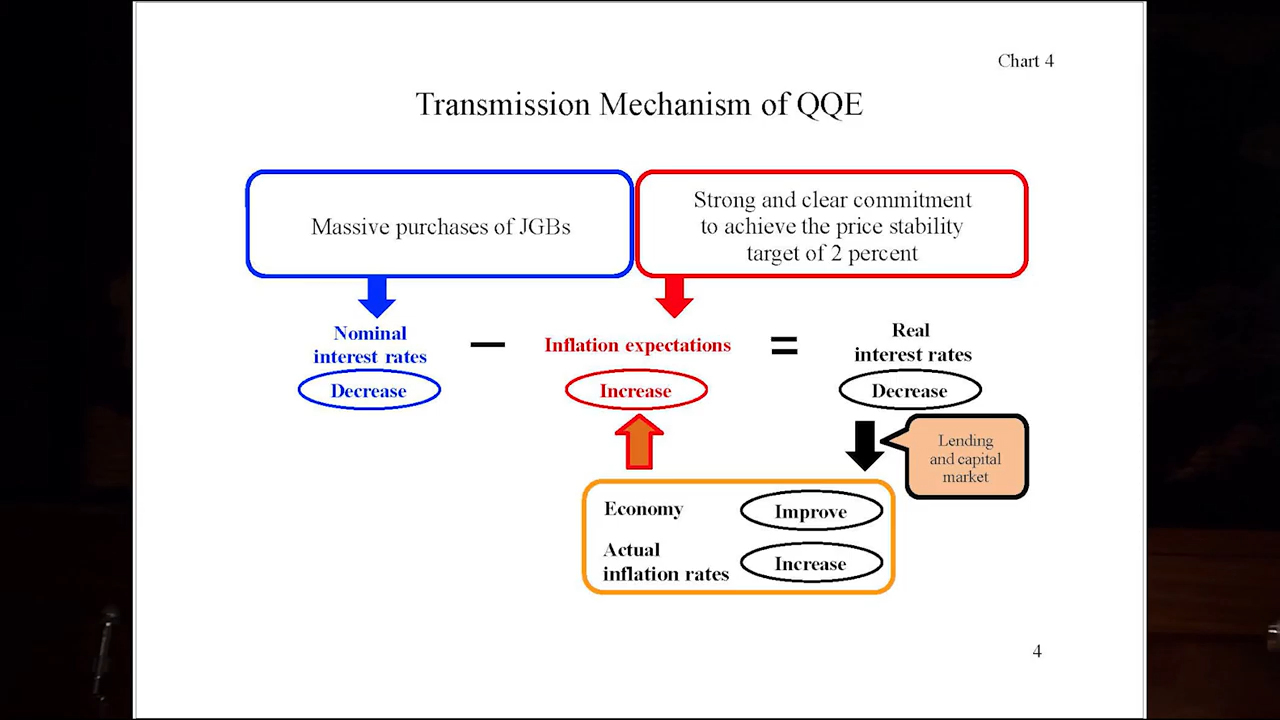 Chart 4
Transmission Mechanism of QQE
Massive purchases of JGBs
Strong and clear commitment
to achieve the price stability
target of 2 percent
Nominal
interest rates
Decrease
—
Inflation expectations
Increase
=
Real
interest rates
Decrease
Lending
and capital
market
Economy
Improve
Actual
inflation rates
Increase
4